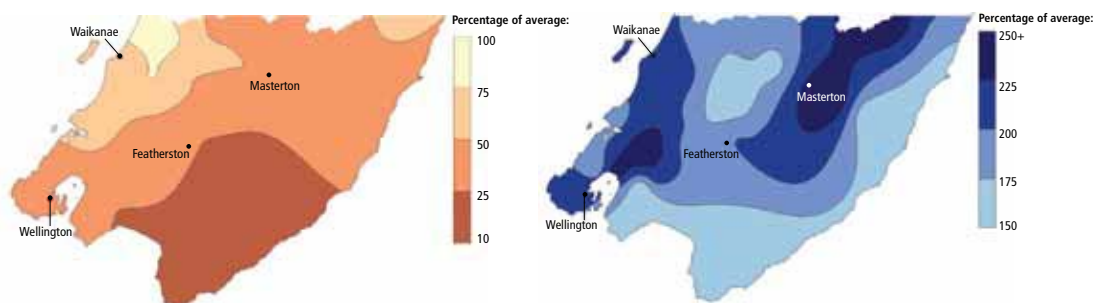 Percentage of average:
Waikanae
100
Masterton
75
Featherston
50
25
Wellington
10
Percentage of average:
Waikanae
250+
225
Masterton
200
Featherston
175
Wellington
150